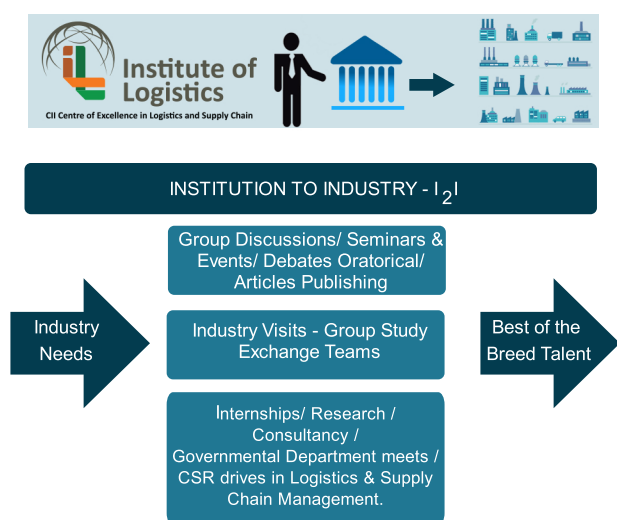 iL
Institute of
Logistics
CII Centre of Excellence in Logistics and Supply Chain
INSTITUTION TO INDUSTRY - I2I
Group Discussions/ Seminars &
Events/ Debates Oratorical/
Articles Publishing
Industry
Needs
Industry Visits - Group Study
Exchange Teams
Best of the
Breed Talent
Internships/ Research /
Consultancy /
Governmental Department meets /
CSR drives in Logistics & Supply
Chain Management.